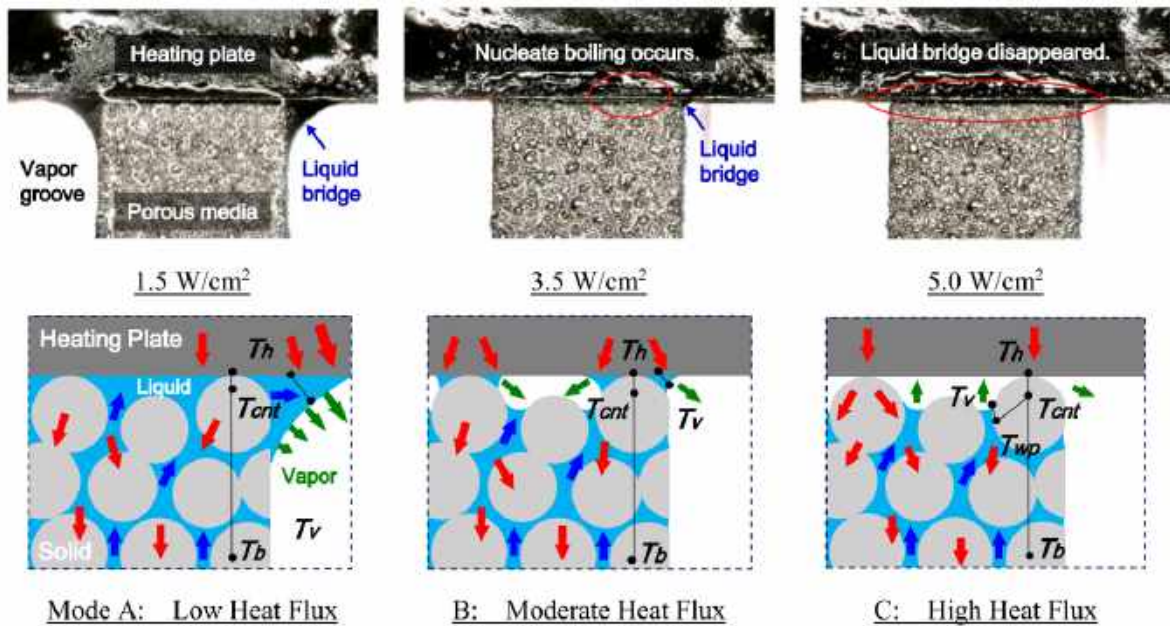 Heating plate
Vapor
groove
Liquid
bridge
Porous media
1.5 W/cm²
Nucleate boiling occurs.
Liquid
bridge
3.5 W/cm²
Liquid bridge disappeared.
5.0 W/cm²
Heating Plate
Th
Liquid
Tcnt
Vapor
Tv
Solid
Tb
Mode A: Low Heat Flux
Th
Tcnt
Tv
Tb
B: Moderate Heat Flux
Th
Tv
Tcnt
Twp
Tb
C: High Heat Flux